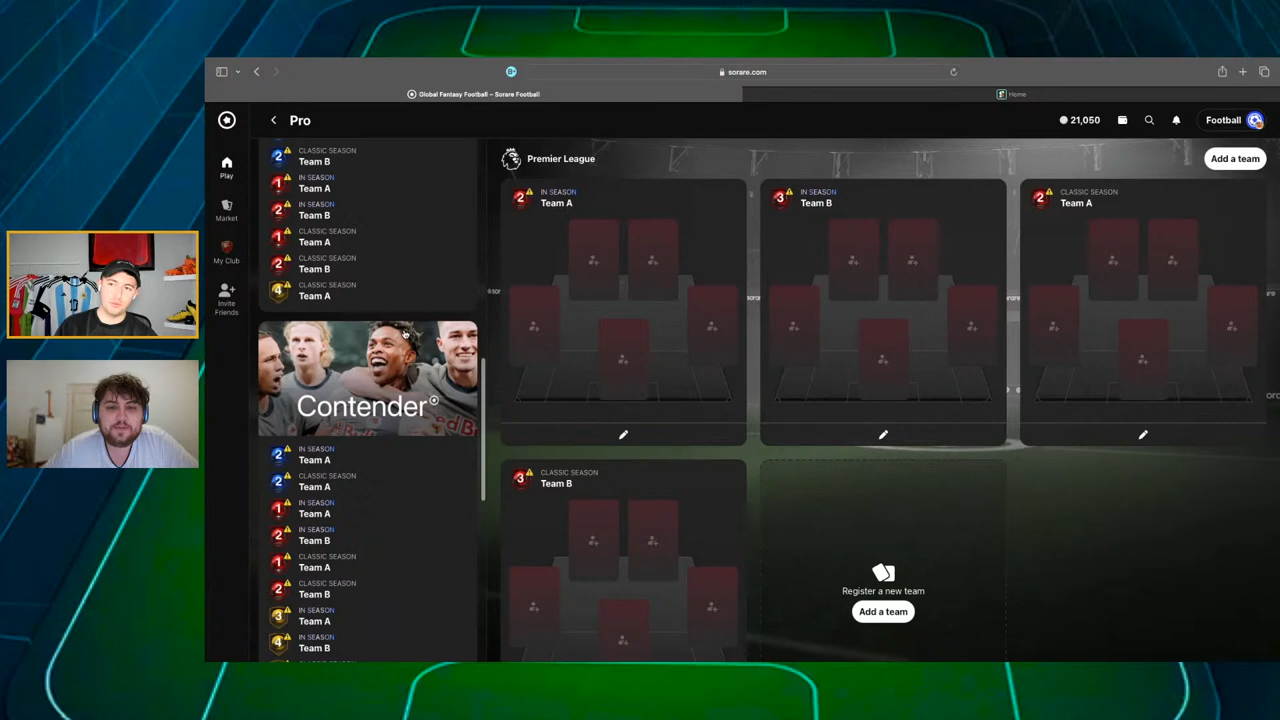 sorare.com
Global Fantasy Football – Sorare Football
Home
Pro
21,050
Football
Play
Market
My Club
Invite
Friends
2
CLASSIC SEASON
Team B
1
IN SEASON
Team A
2
IN SEASON
Team B
1
CLASSIC SEASON
Team A
2
CLASSIC SEASON
Team B
4
CLASSIC SEASON
Team A
Contender
2
IN SEASON
Team A
2
CLASSIC SEASON
Team A
1
IN SEASON
Team A
2
IN SEASON
Team B
1
CLASSIC SEASON
Team A
2
CLASSIC SEASON
Team B
3
IN SEASON
Team A
4
IN SEASON
Team B
Premier League
Add a team
2
IN SEASON
Team A
3
IN SEASON
Team B
2
CLASSIC SEASON
Team A
3
CLASSIC SEASON
Team B
Register a new team
Add a team